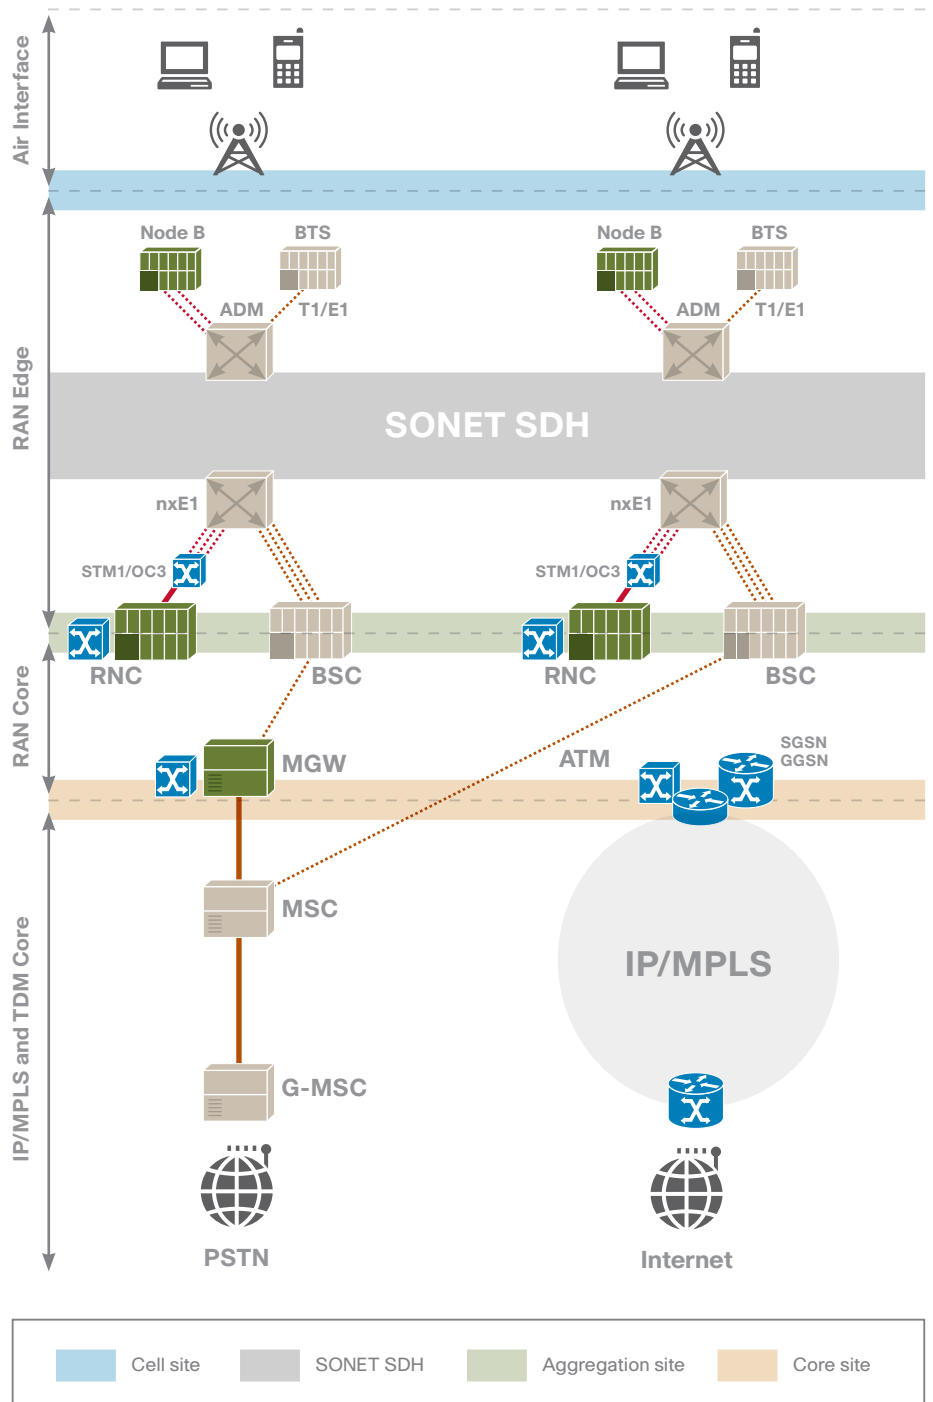 Air Interface
Node B
BTS
Node B
BTS
ADM
T1/E1
ADM
T1/E1
RAN Edge
SONET SDH
nxE1
nxE1
STM1/OC3
STM1/OC3
RNC
BSC
RNC
BSC
RAN Core
MGW
ATM
SGSN
GGSN
MSC
IP/MPLS
IP/MPLS and TDM Core
G-MSC
PSTN
Internet
Cell site
SONET SDH
Aggregation site
Core site